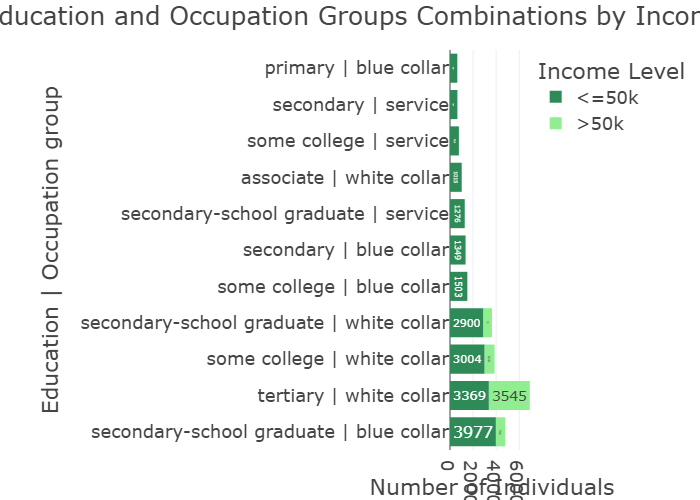 ducation and Occupation Groups Combinations by Incor
Income Level
<=50k
>50k
Education | Occupation group
primary | blue collar
secondary | service
some college | service
associate | white collar
secondary-school graduate | service
1276
secondary | blue collar
1349
some college | blue collar
1503
secondary-school graduate | white collar
2900
some college | white collar
3004
tertiary | white collar
3369 3545
secondary-school graduate | blue collar
3977
0 2000 4000 6000
Number of Individuals